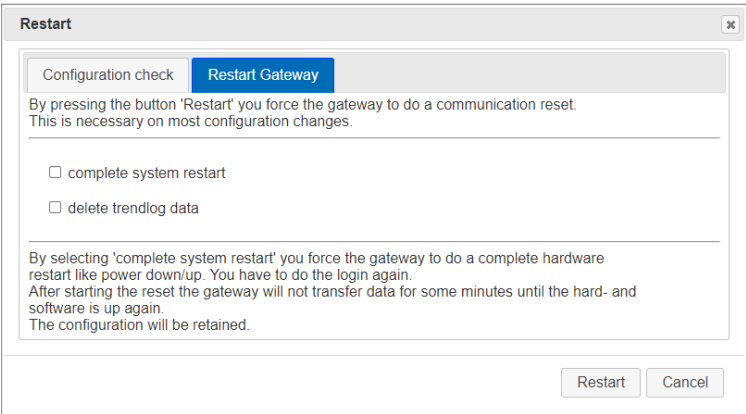 Restart
Configuration check
Restart Gateway
By pressing the button 'Restart' you force the gateway to do a communication reset.
This is necessary on most configuration changes.
complete system restart
delete trendlog data
By selecting 'complete system restart' you force the gateway to do a complete hardware
restart like power down/up. You have to do the login again.
After starting the reset the gateway will not transfer data for some minutes until the hard- and
software is up again.
The configuration will be retained.
Restart
Cancel